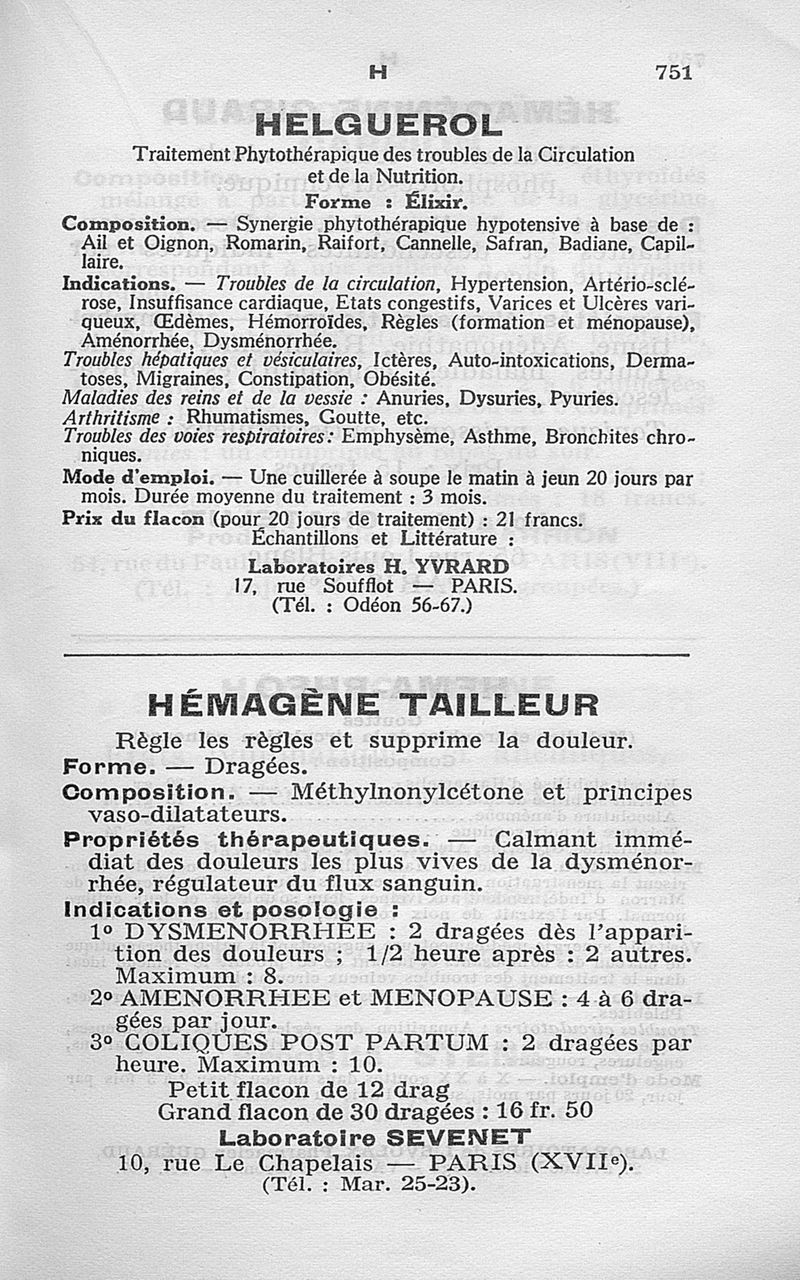 H 751
HELGUEROL
Traitement Phytothérapique des troubles de la Circulation
et de la Nutrition.
Forme : Élixir.
Composition. — Synergie phytothérapique hypotensive à base de :
Ail et Oignon, Romarin, Raifort, Cannelle, Safran, Badiane, Capil-
laire.
Indications. — Troubles de la circulation, Hypertension, Artério-sclé-
rose, Insuffisance cardiaque, Etats congestifs, Varices et Ulcères vari-
queux, Œdèmes, Hémorroïdes, Règles (formation et ménopause),
Aménorrhée, Dysménorrhée.
Troubles hépatiques et vésiculaires, Ictères, Auto-intoxications, Derma-
toses, Migraines, Constipation, Obésité.
Maladies des reins et de la vessie : Anuries, Dysuries, Pyuries.
Arthritisme : Rhumatismes, Goutte, etc.
Troubles des voies respiratoires : Emphysème, Asthme, Bronchites chro-
niques.
Mode d'emploi. — Une cuillerée à soupe le matin à jeun 20 jours par
mois. Durée moyenne du traitement : 3 mois.
Prix du flacon (pour 20 jours de traitement) : 21 francs.
Échantillons et Littérature :
Laboratoires H. YVRARD
17, rue Soufflot — PARIS.
(Tél. : Odéon 56-67.)
HÉMAGÈNE TAILLEUR
Règle les règles et supprime la douleur.
Forme. — Dragées.
Composition. — Méthylnonylcétone et principes
vaso-dilatateurs.
Propriétés thérapeutiques. — Calmant immé-
diat des douleurs les plus vives de la dysménor-
rhée, régulateur du flux sanguin.
Indications et posologie :
1º DYSMENORRHEE : 2 dragées dès l'appari-
tion des douleurs ; 1/2 heure après : 2 autres.
Maximum : 8.
2º AMENORRHEE et MENOPAUSE : 4 à 6 dra-
gées par jour.
3º COLIQUES POST PARTUM : 2 dragées par
heure. Maximum : 10.
Petit flacon de 12 drag
Grand flacon de 30 dragées : 16 fr. 50
Laboratoire SEVENET
10, rue Le Chapelais — PARIS (XVIIe).
(Tél. : Mar. 25-23).